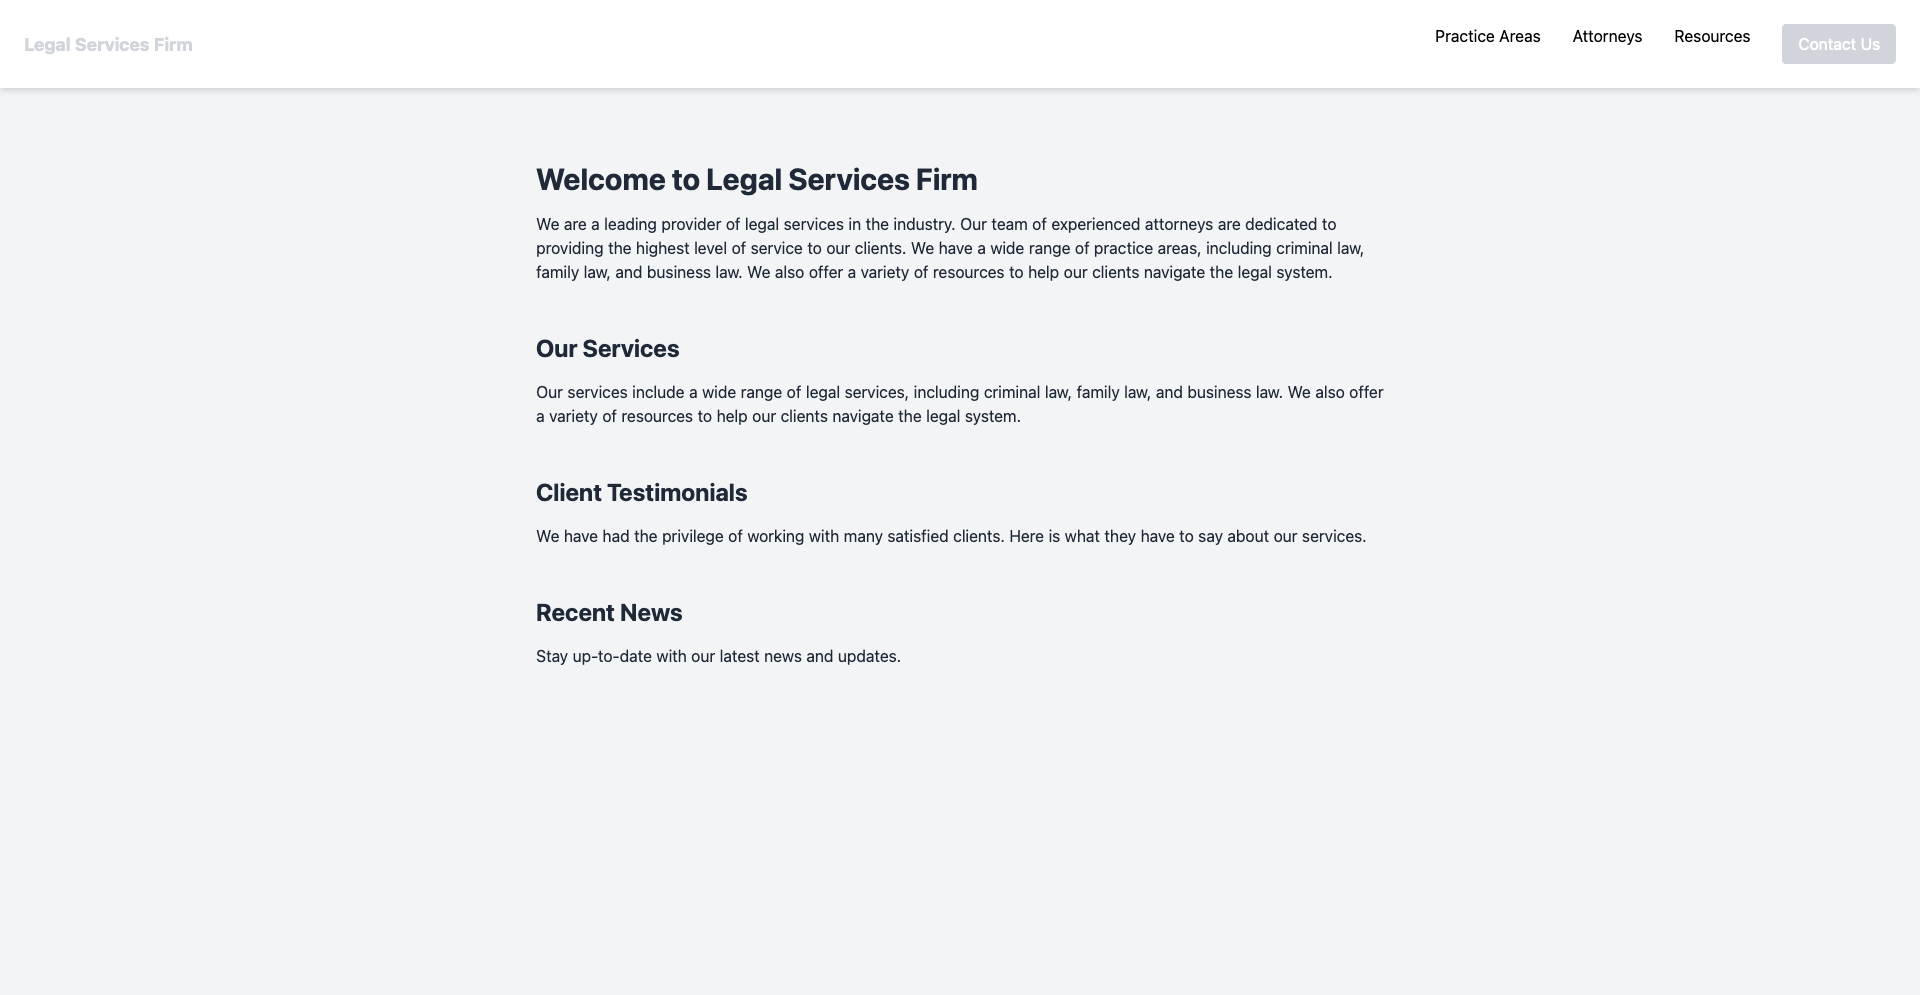 Legal Services Firm
Practice Areas
Attorneys
Resources
Contact Us
Welcome to Legal Services Firm
We are a leading provider of legal services in the industry. Our team of experienced attorneys are dedicated to
providing the highest level of service to our clients. We have a wide range of practice areas, including criminal law,
family law, and business law. We also offer a variety of resources to help our clients navigate the legal system.
Our Services
Our services include a wide range of legal services, including criminal law, family law, and business law. We also offer
a variety of resources to help our clients navigate the legal system.
Client Testimonials
We have had the privilege of working with many satisfied clients. Here is what they have to say about our services.
Recent News
Stay up-to-date with our latest news and updates.